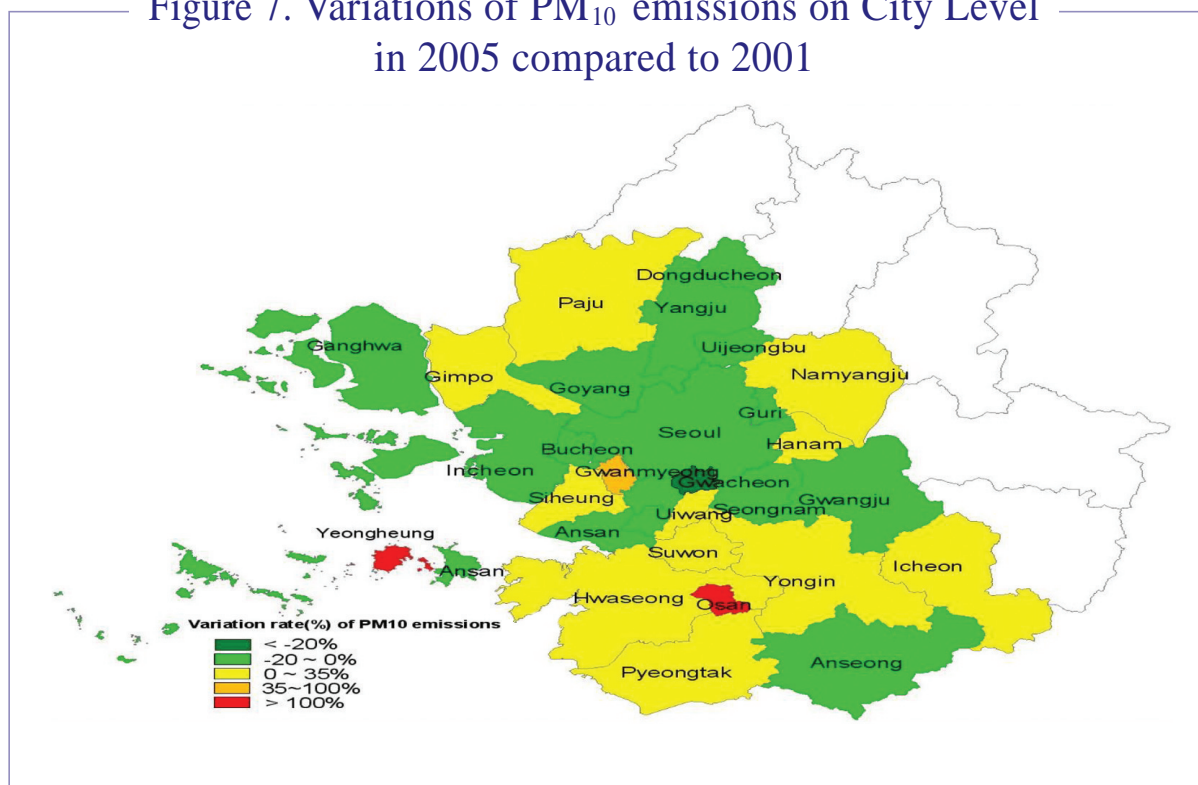 Figure 7. Variations of PM10 emissions on City Level
in 2005 compared to 2001
Dongducheon
Paju
Yangju
Ganghwa
Uijeongbu
Gimpo
Goyang
Namyangju
Guri
Seoul
Hanam
Bucheon
Incheon
Gwanmyeong
Gwacheon
Siheung
Gwangju
Uiwang
Seongnam
Ansan
Yeongheung
Suwon
Ansan
Icheon
Yongin
Hwaseong
Osan
Variation rate(%) of PM10 emissions
< -20%
-20 ~ 0%
0 ~ 35%
35~100%
> 100%
Anseong
Pyeongtak